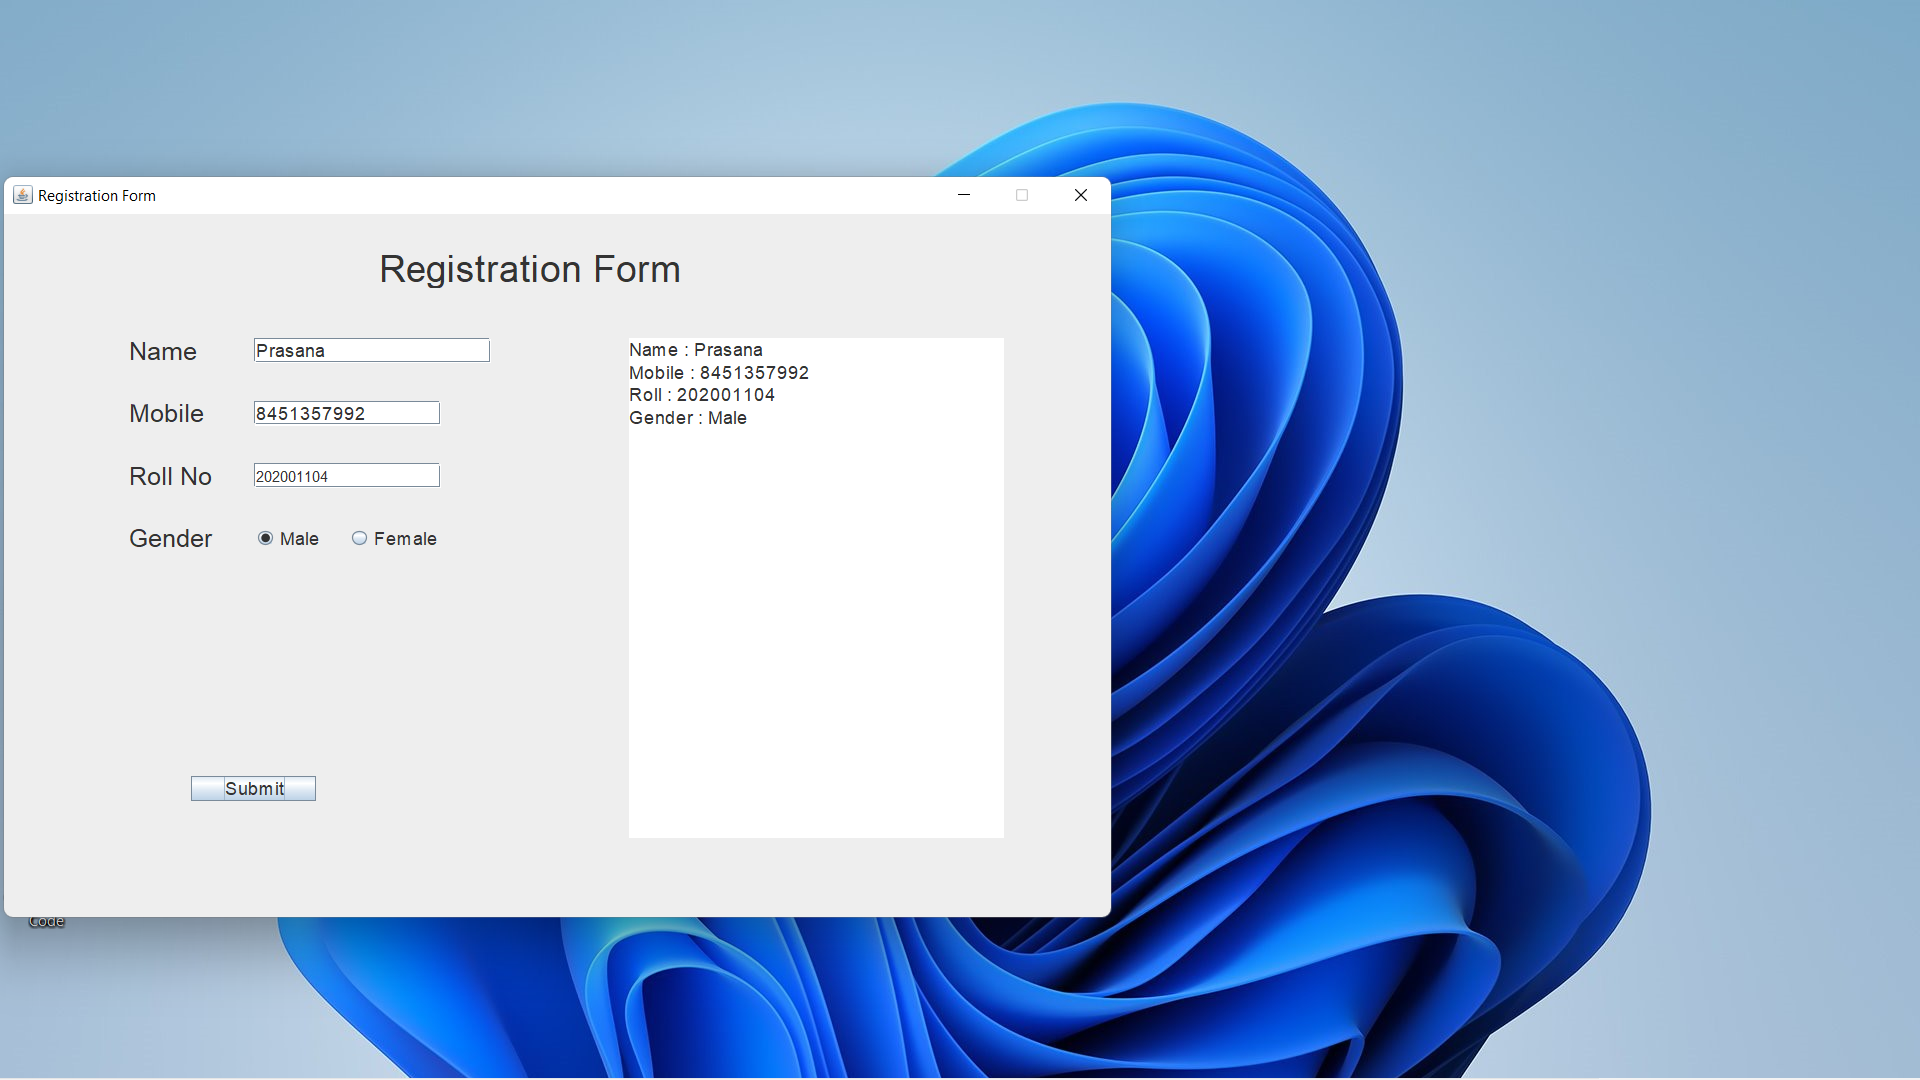 Registration Form
Registration Form
Name Prasana
Mobile 8451357992
Roll No 202001104
Gender Male Female
Submit
Name : Prasana
Mobile : 8451357992
Roll : 202001104
Gender : Male
Code